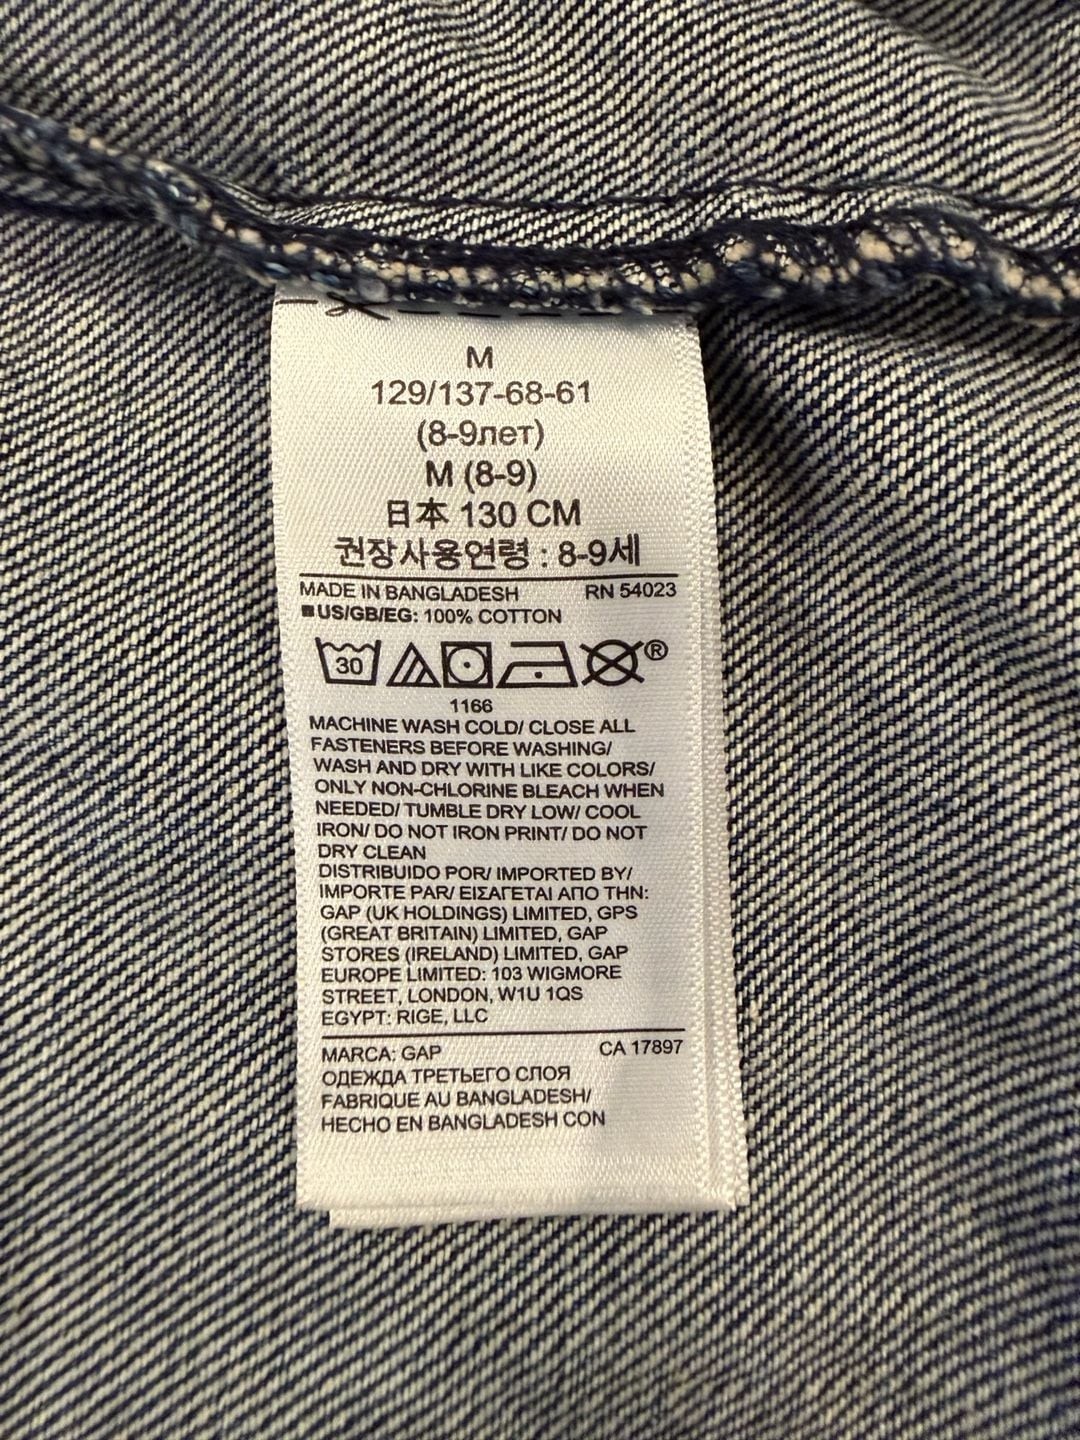 M
129/137-68-61
(8-9лет)
M (8-9)
日本 130 CM
권장사용연령 : 8-9세
MADE IN BANGLADESH RN 54023
■US/GB/EG: 100% COTTON
30 ®
1166
MACHINE WASH COLD/ CLOSE ALL
FASTENERS BEFORE WASHING/
WASH AND DRY WITH LIKE COLORS/
ONLY NON-CHLORINE BLEACH WHEN
NEEDED/ TUMBLE DRY LOW/ COOL
IRON/ DO NOT IRON PRINT/ DO NOT
DRY CLEAN
DISTRIBUIDO POR/ IMPORTED BY/
IMPORTE PAR/ ΕΙΣΑΓΕΤΑΙ ΑΠΟ ΤΗΝ:
GAP (UK HOLDINGS) LIMITED, GPS
(GREAT BRITAIN) LIMITED, GAP
STORES (IRELAND) LIMITED, GAP
EUROPE LIMITED: 103 WIGMORE
STREET, LONDON, W1U 1QS
EGYPT: RIGE, LLC
MARCA: GAP CA 17897
ОДЕЖДА ТРЕТЬЕГО СЛОЯ
FABRIQUE AU BANGLADESH/
HECHO EN BANGLADESH CON